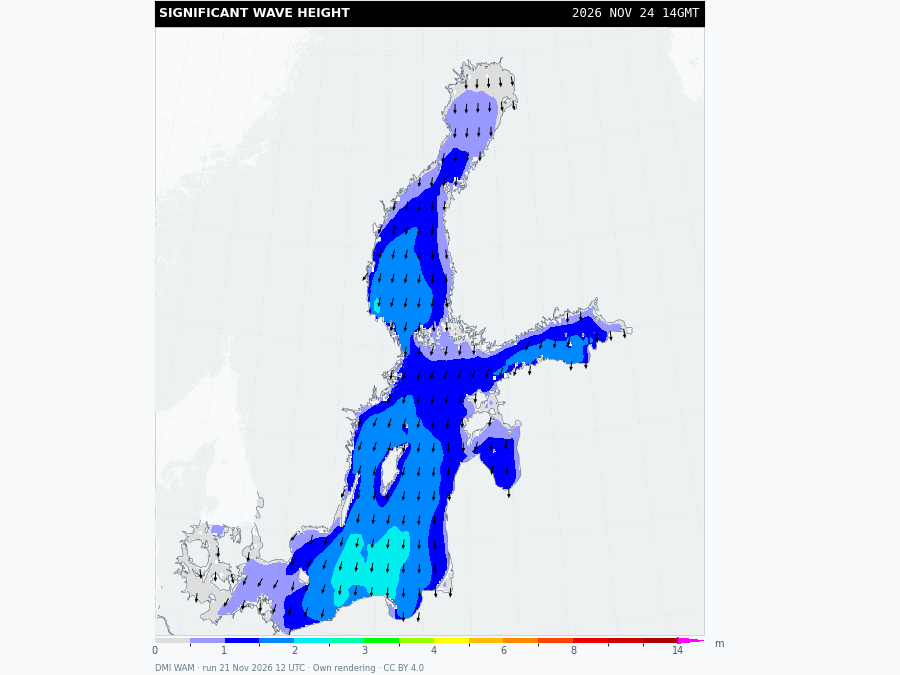 SIGNIFICANT WAVE HEIGHT 2026 NOV 24 14GMT
0 1 2 3 4 6 8 14 m
DMI WAM · run 21 Nov 2026 12 UTC · Own rendering · CC BY 4.0